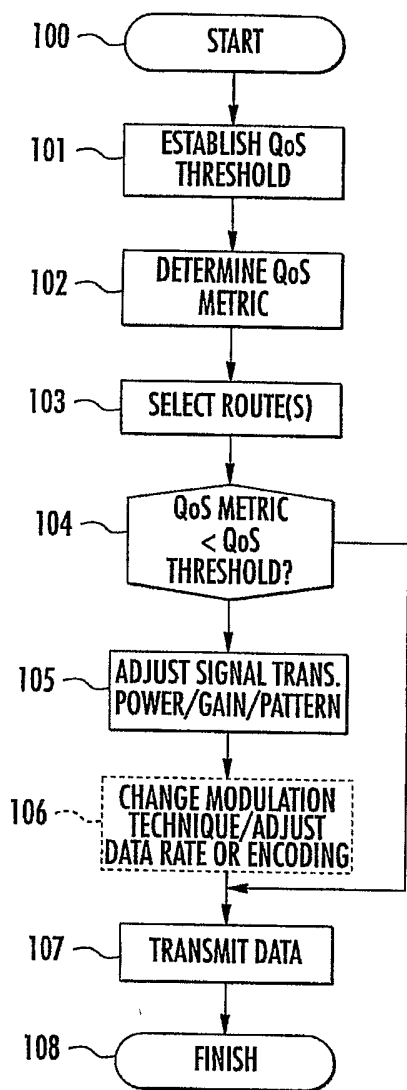 100
START
101
ESTABLISH QoS
THRESHOLD
102
DETERMINE QoS
METRIC
103
SELECT ROUTE(S)
104
QoS METRIC
< QoS
THRESHOLD?
105
ADJUST SIGNAL TRANS.
POWER/GAIN/PATTERN
106
CHANGE MODULATION
TECHNIQUE/ADJUST
DATA RATE OR ENCODING
107
TRANSMIT DATA
108
FINISH